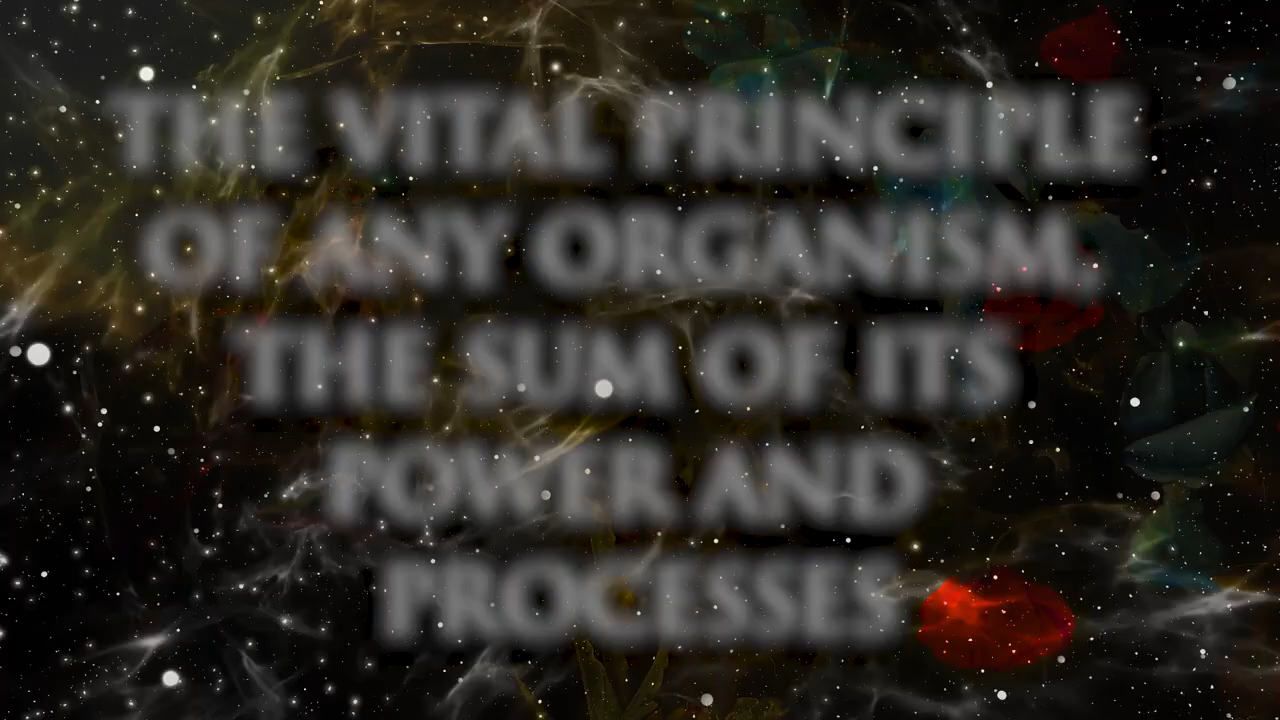 THE VITAL PRINCIPLE
OF ANY ORGANISM,
THE SUM OF ITS
POWER AND
PROCESSES